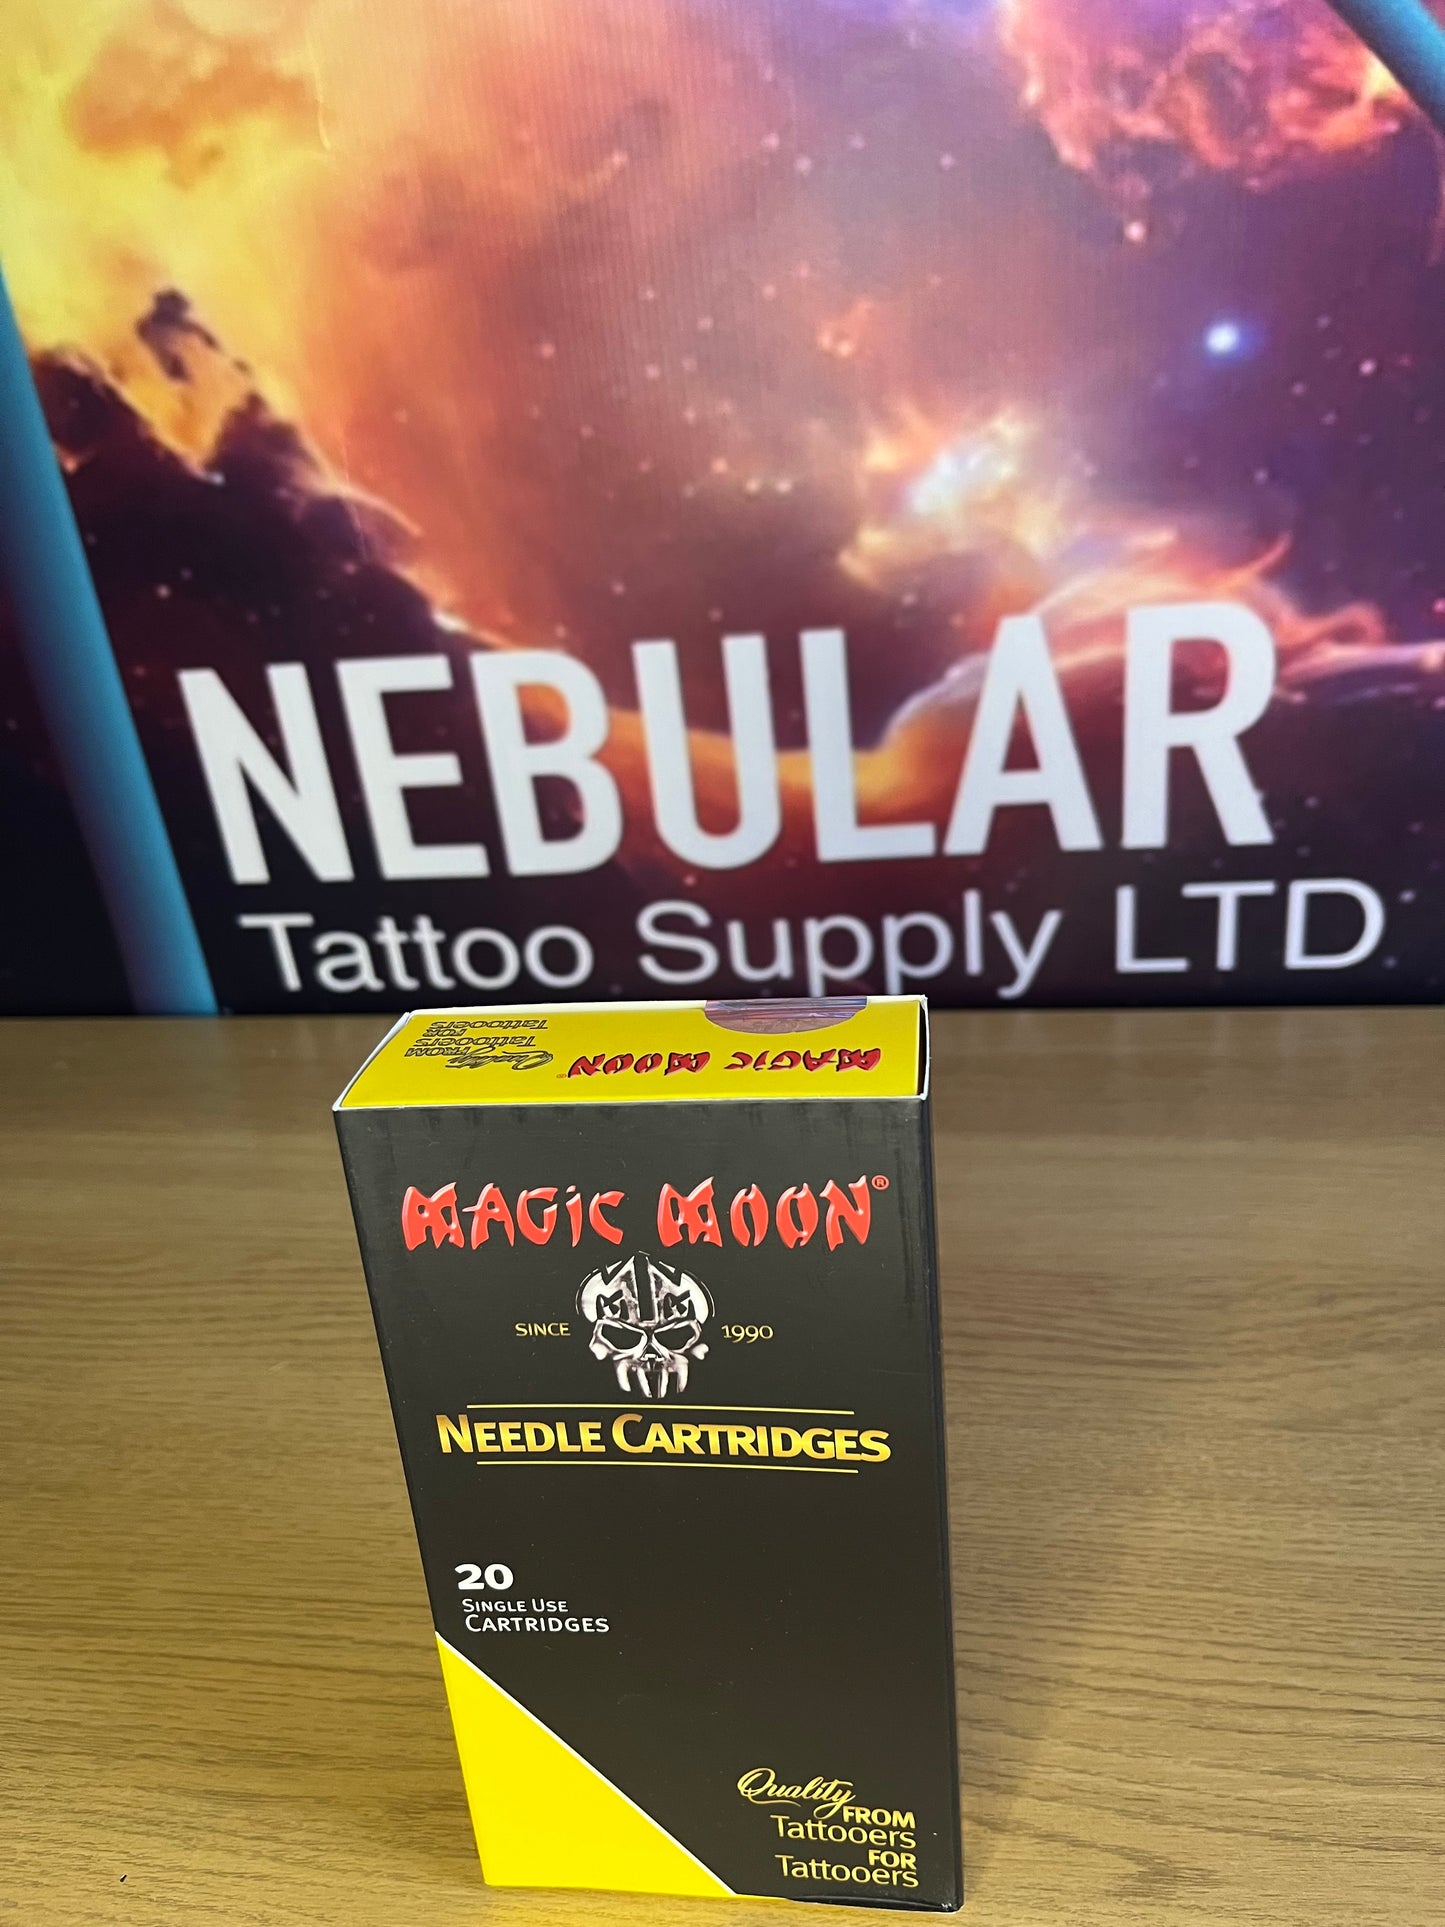 NEBULAR
Tattoo Supply LTD
Quality
FROM
Tattooers
FOR
Tattooers
MAGIC MOON®
MAGIC MOON®
SINCE 1990
NEEDLE CARTRIDGES
20
SINGLE USE
CARTRIDGES
Quality
FROM
Tattooers
FOR
Tattooers